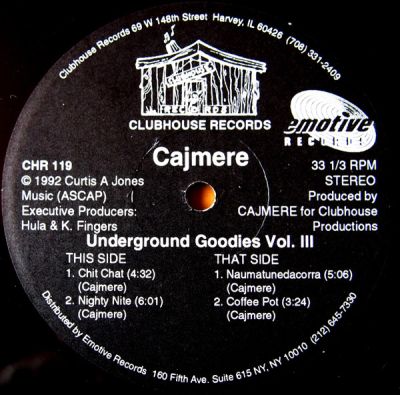 Clubhouse Records 69 W 148th Street Harvey, IL 60426 (708) 331-2409
CLUBHOUSE
RECORDS
CLUBHOUSE RECORDS
emotive
RECORDS
Cajmere
CHR 119
© 1992 Curtis A Jones
Music (ASCAP)
Executive Producers:
Hula & K. Fingers
33 1/3 RPM
STEREO
Produced by
CAJMERE for Clubhouse
Productions
Underground Goodies Vol. III
THIS SIDE
1. Chit Chat (4:32)
(Cajmere)
2. Nighty Nite (6:01)
(Cajmere)
THAT SIDE
1. Naumatunedacorra (5:06)
(Cajmere)
2. Coffee Pot (3:24)
(Cajmere)
Distributed by Emotive Records 160 Fifth Ave. Suite 615 NY, NY 10010 (212) 645-7330